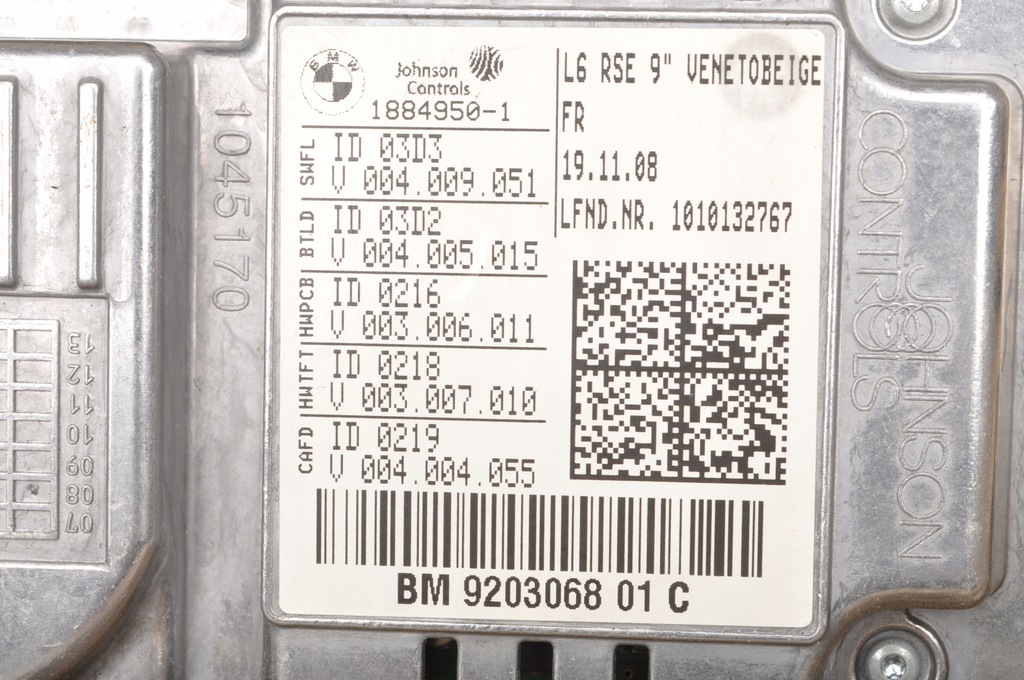 BMW
Johnson
Controls
1884950-1
L6 RSE 9" VENETOBEIGE
FR
19.11.08
LFND.NR. 1010132767
SWFL
ID 03D3
V 004.009.051
BTLD
ID 03D2
V 004.005.015
HWPCB
ID 0216
V 003.006.011
HWTFT
ID 0218
V 003.007.010
CAFD
ID 0219
V 004.004.055
BM 9203068 01 C
1045170
JOHNSON
CONTROLS
13
12
11
10
09
08
07